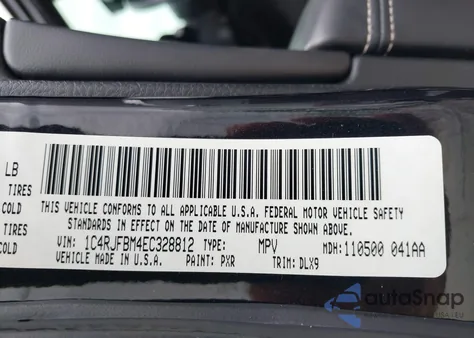 LB
TIRES
COLD
TIRES
COLD
THIS VEHICLE CONFORMS TO ALL APPLICABLE U.S.A. FEDERAL MOTOR VEHICLE SAFETY
STANDARDS IN EFFECT ON THE DATE OF MANUFACTURE SHOWN ABOVE.
VIN: 1C4RJFBM4EC328812 TYPE: MPV MDH: 110500 041AA
VEHICLE MADE IN U.S.A. PAINT: PXR TRIM: DLX9
autoSnap